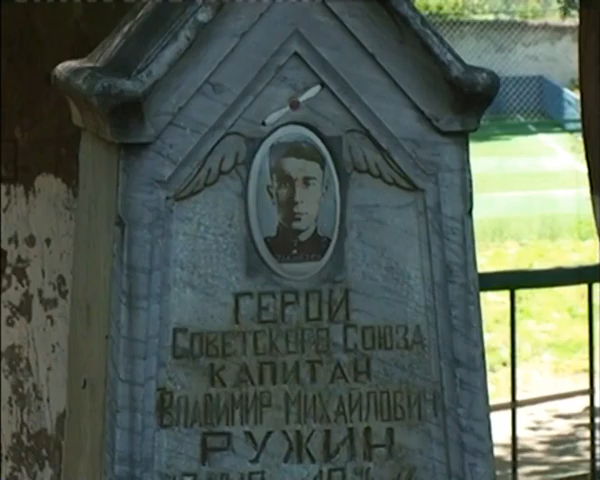 ГЕРОЙ
СОВЕТСКОГО СОЮЗА
КАПИТАН
ВЛАДИМИР МИХАЙЛОВИЧ
РУЖИН